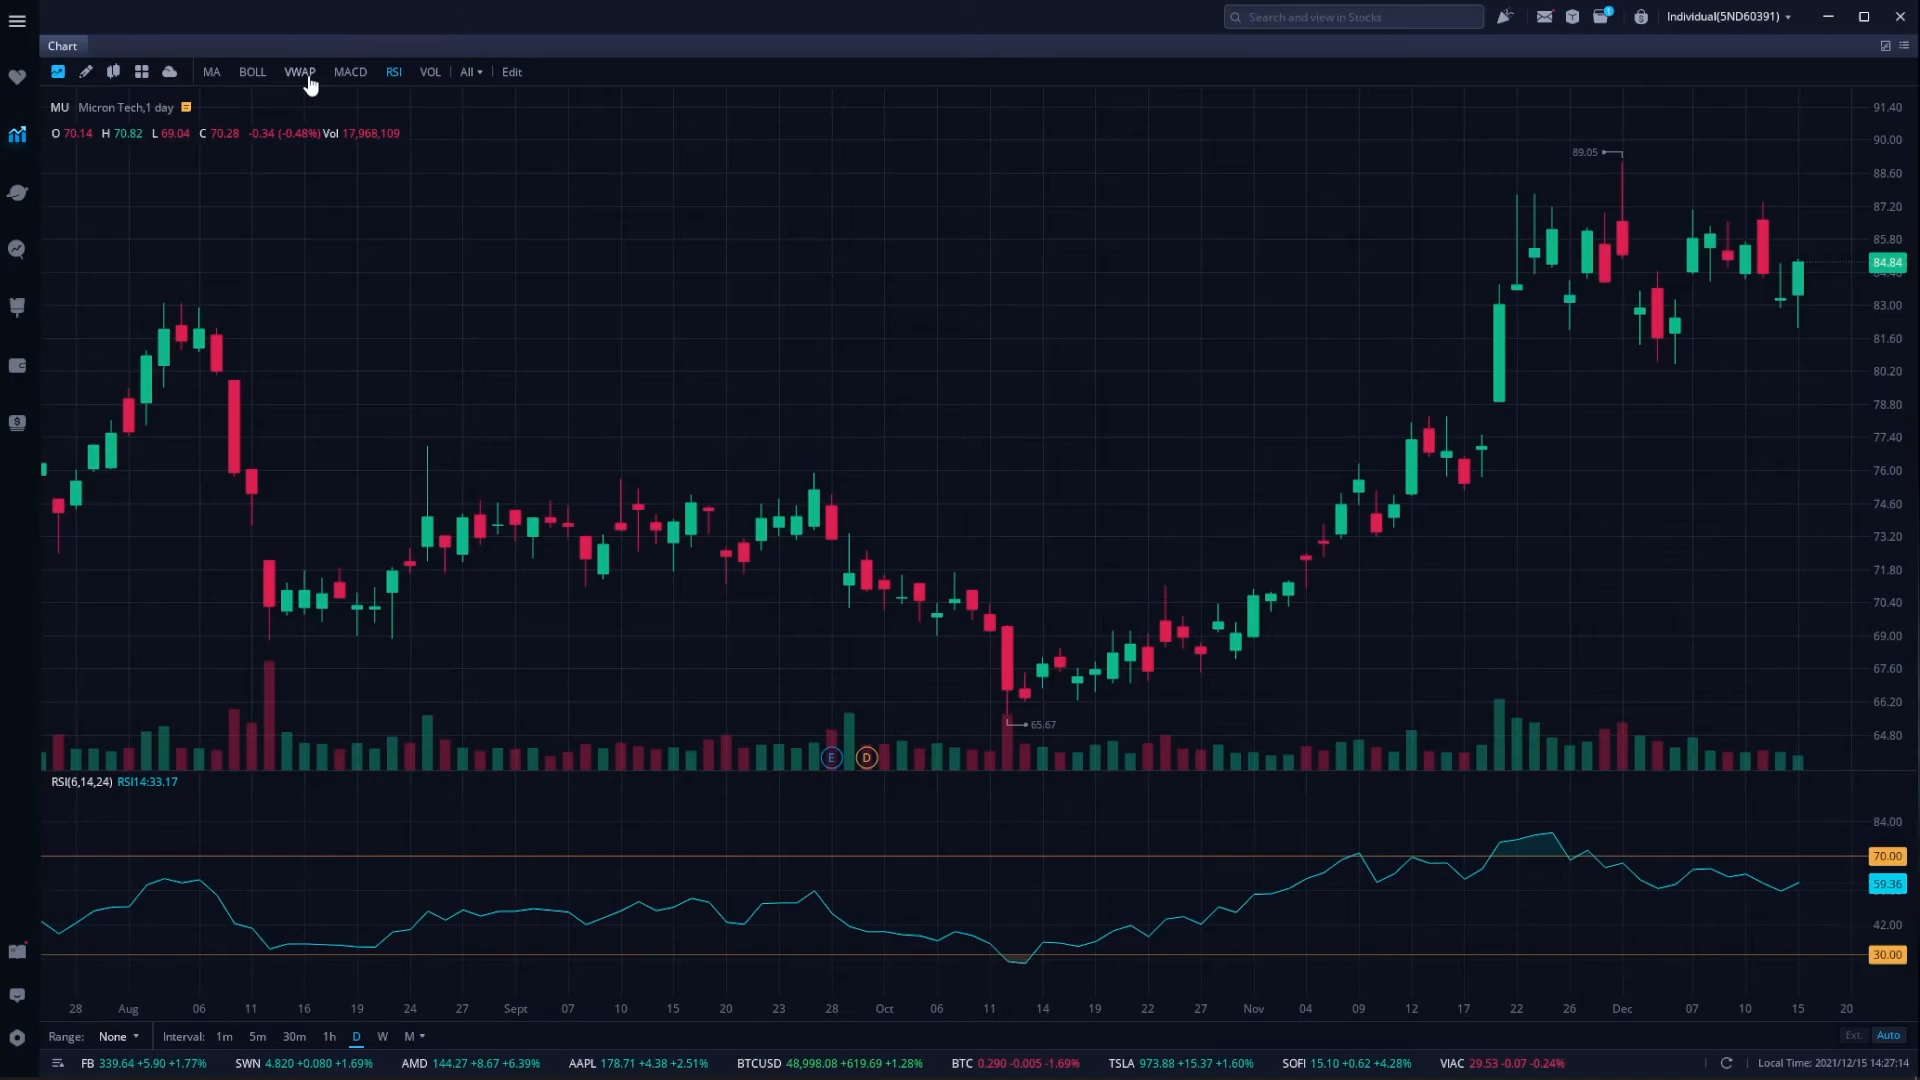 Search and view in Stocks
1
Individual(5ND60391)
Chart
MA BOLL VWAP MACD RSI VOL All Edit
MU Micron Tech,1 day
O 70.14 H 70.82 L 69.04 C 70.28 -0.34 (-0.48%) Vol 17,968,109
91.40
90.00
89.05
88.60
87.20
85.80
84.84
84.40
83.00
81.60
80.20
78.80
77.40
76.00
74.60
73.20
71.80
70.40
69.00
67.60
66.20
65.67
64.80
E D
RSI(6,14,24) RSI14:33.17
84.00
70.00
59.36
42.00
30.00
28 Aug 06 11 16 19 24 27 Sept 07 10 15 20 23 28 Oct 06 11 14 19 22 27 Nov 04 09 12 17 22 26 Dec 07 10 15 20
Range: None Interval: 1m 5m 30m 1h D W M Ext. Auto
FB 339.64 +5.90 +1.77% SWN 4.820 +0.080 +1.69% AMD 144.27 +8.67 +6.39% AAPL 178.71 +4.38 +2.51% BTCUSD 48,998.08 +619.69 +1.28% BTC 0.290 -0.005 -1.69% TSLA 973.88 +15.37 +1.60% SOFI 15.10 +0.62 +4.28% VIAC 29.53 -0.07 -0.24% Local Time: 2021/12/15 14:27:14